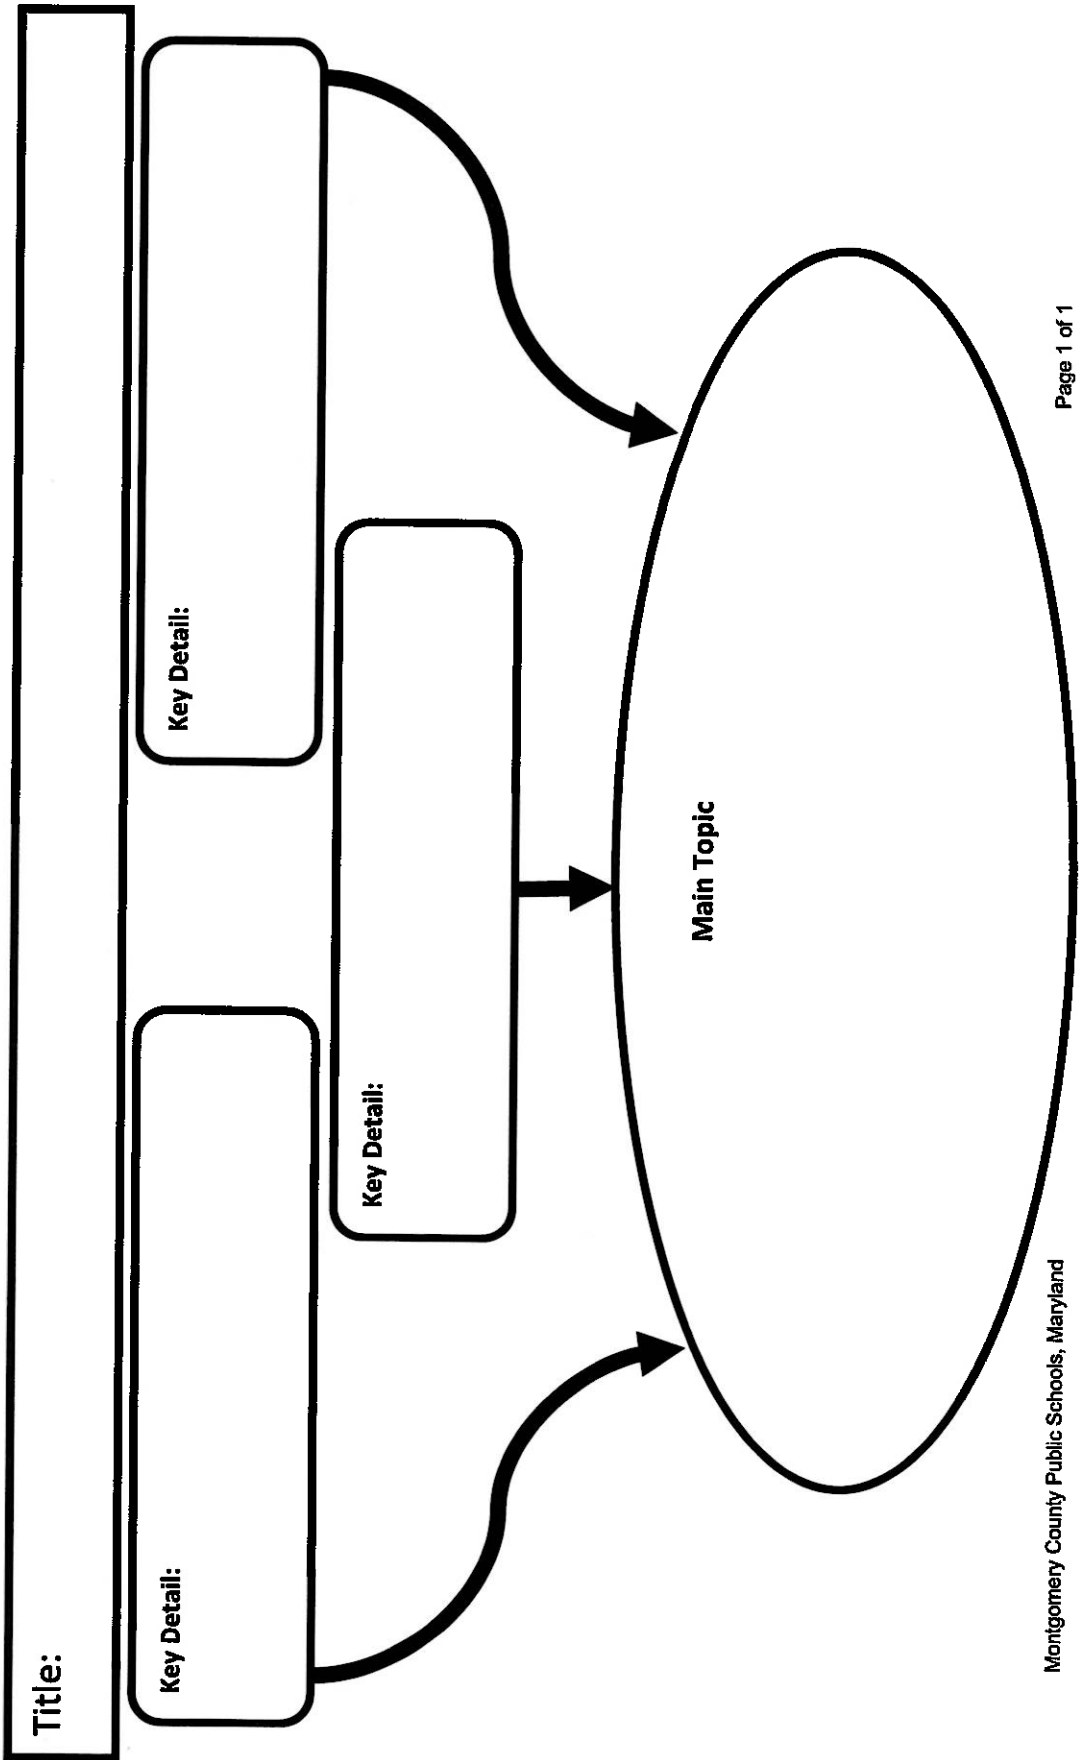 Title:
Key Detail:
Key Detail:
Key Detail:
Main Topic
Montgomery County Public Schools, Maryland
Page 1 of 1